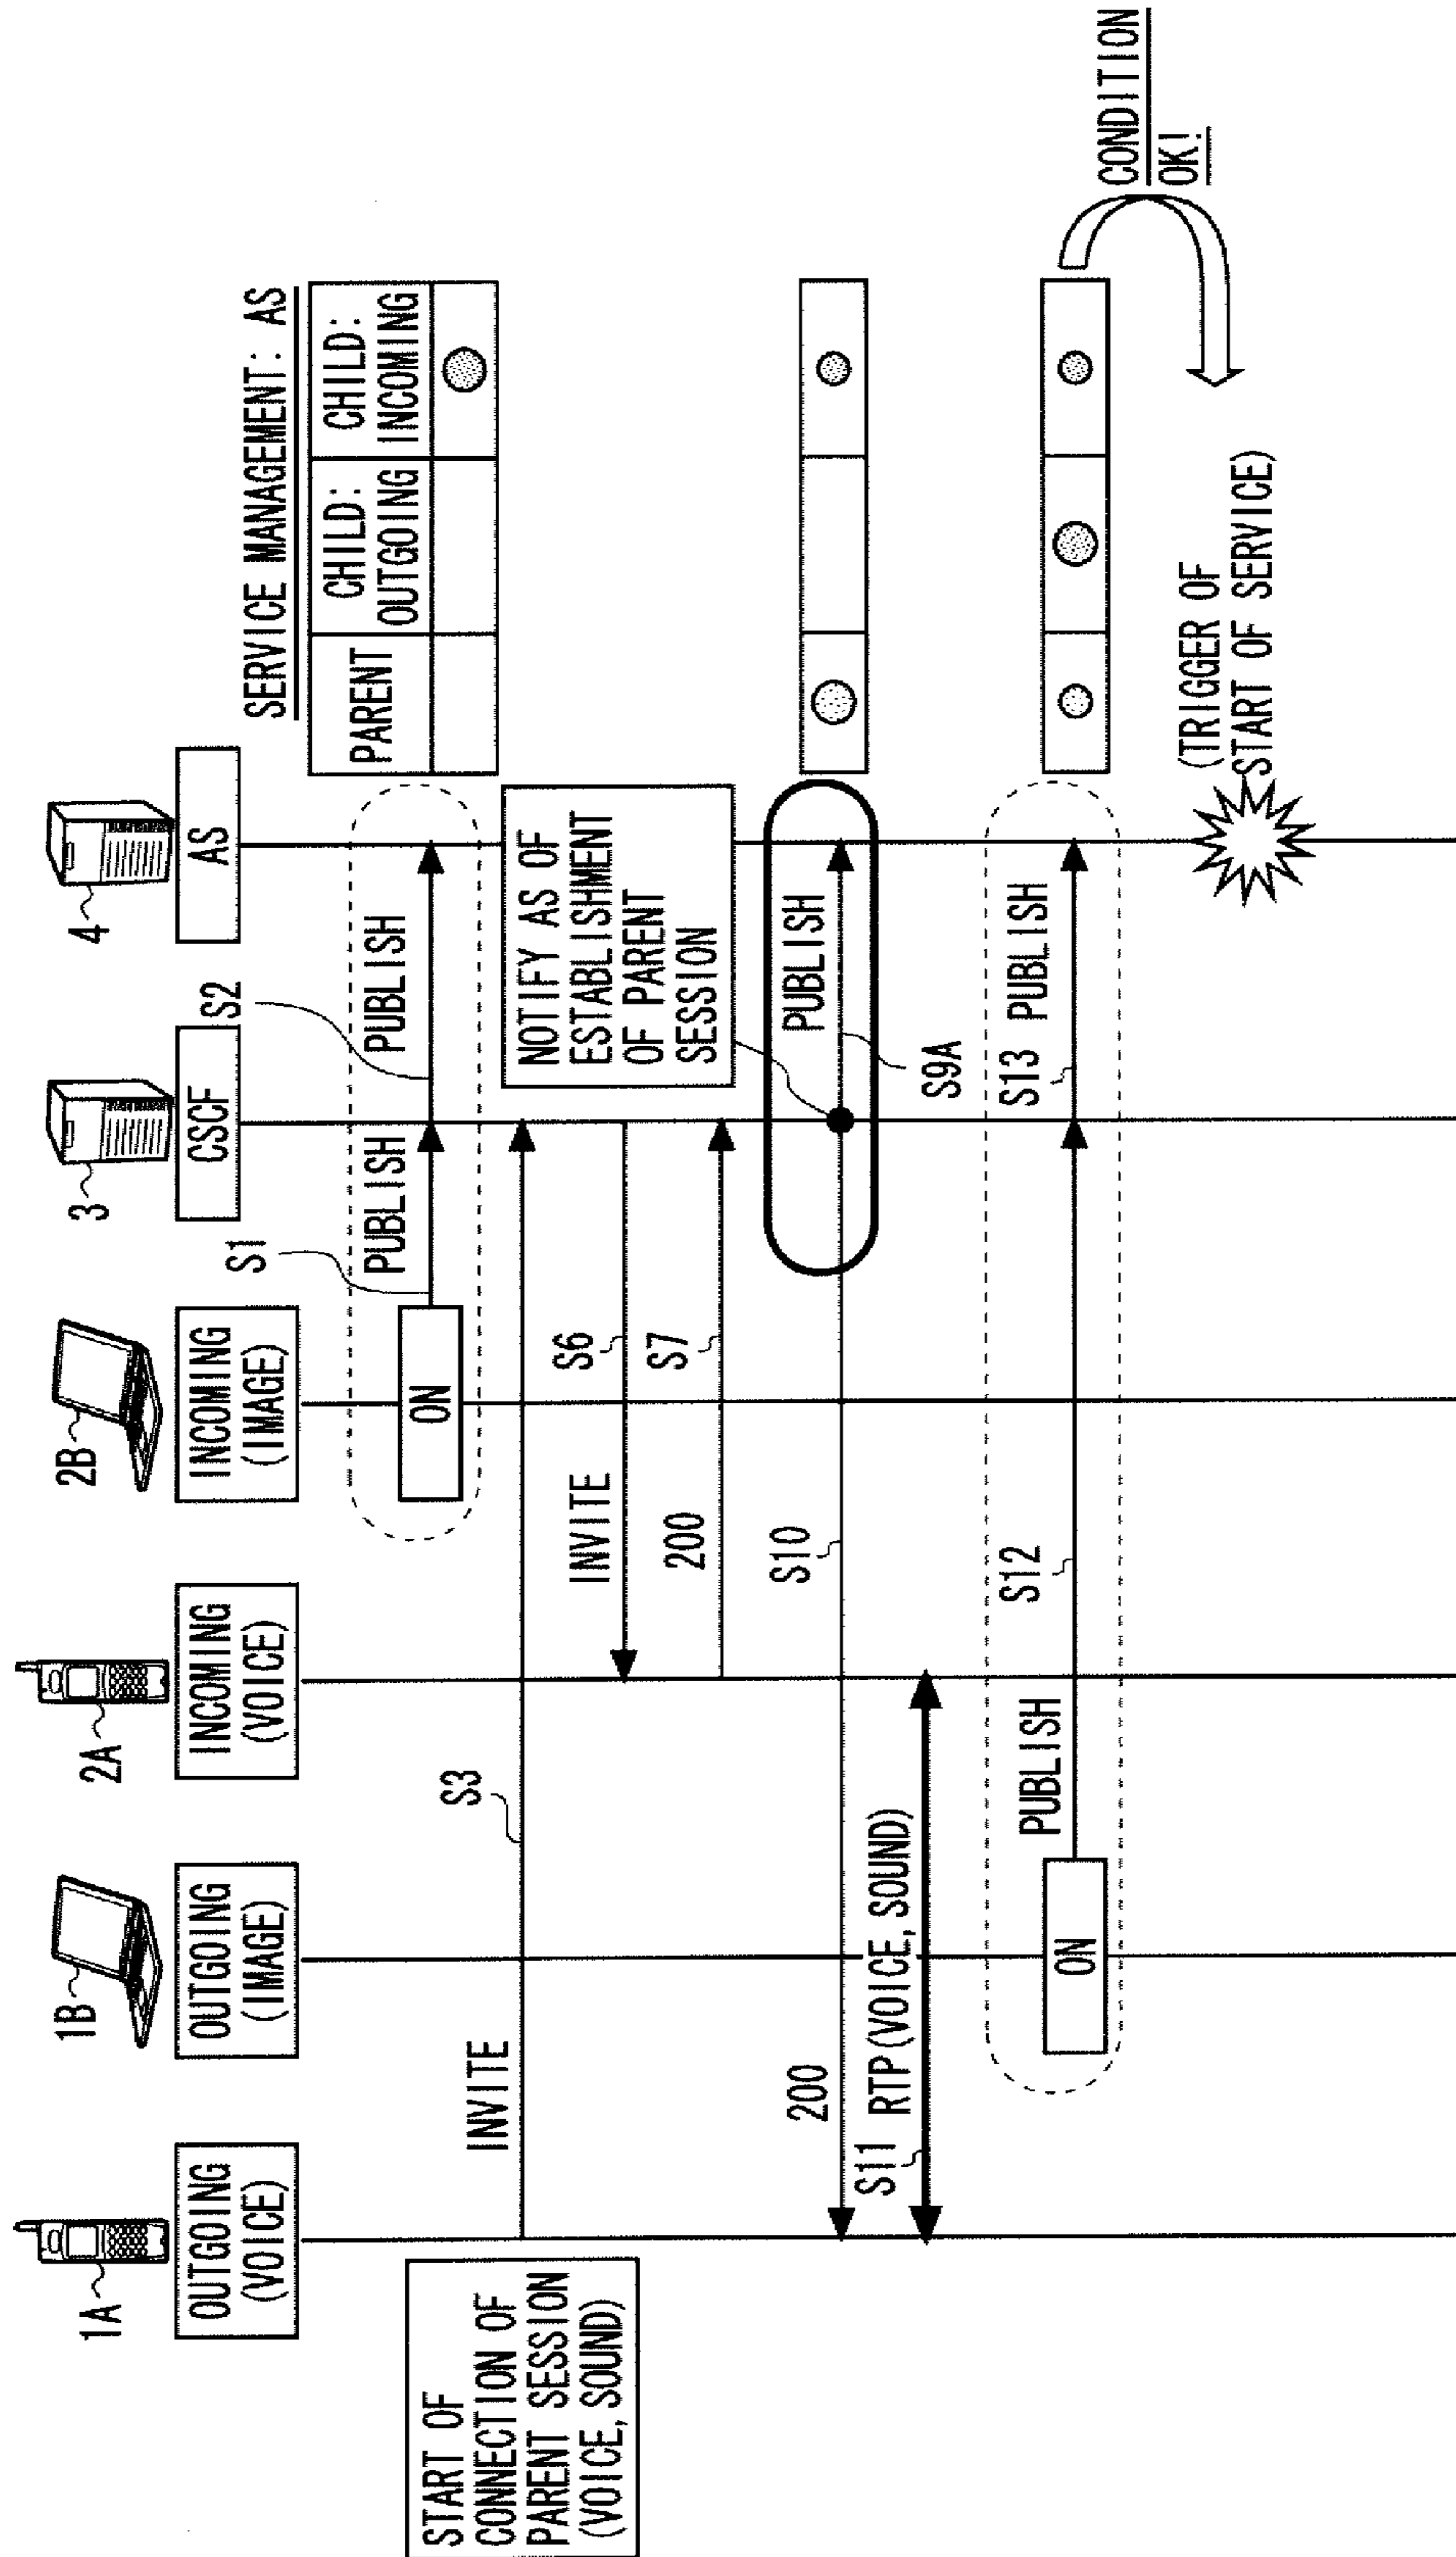 1A
OUTGOING
(VOICE)
1B
OUTGOING
(IMAGE)
2A
INCOMING
(VOICE)
2B
INCOMING
(IMAGE)
3
CSCF
4
AS
SERVICE MANAGEMENT: AS
PARENT
CHILD:
OUTGOING
CHILD:
INCOMING
ON
S1
PUBLISH
S2
PUBLISH
START OF
CONNECTION OF
PARENT SESSION
(VOICE, SOUND)
INVITE
S3
INVITE
S6
200
S7
NOTIFY AS OF
ESTABLISHMENT
OF PARENT
SESSION
200
S10
PUBLISH
S9A
S11 RTP(VOICE, SOUND)
ON
PUBLISH
S12
S13 PUBLISH
CONDITION
OK!
(TRIGGER OF
START OF SERVICE)